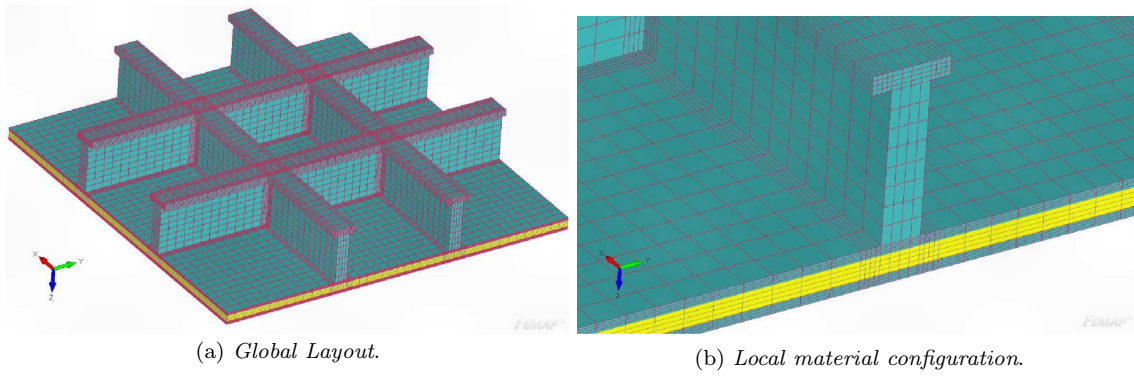 X
Y
Z
FEMAP
X
Y
Z
FEMAP
(a) Global Layout.
(b) Local material configuration.